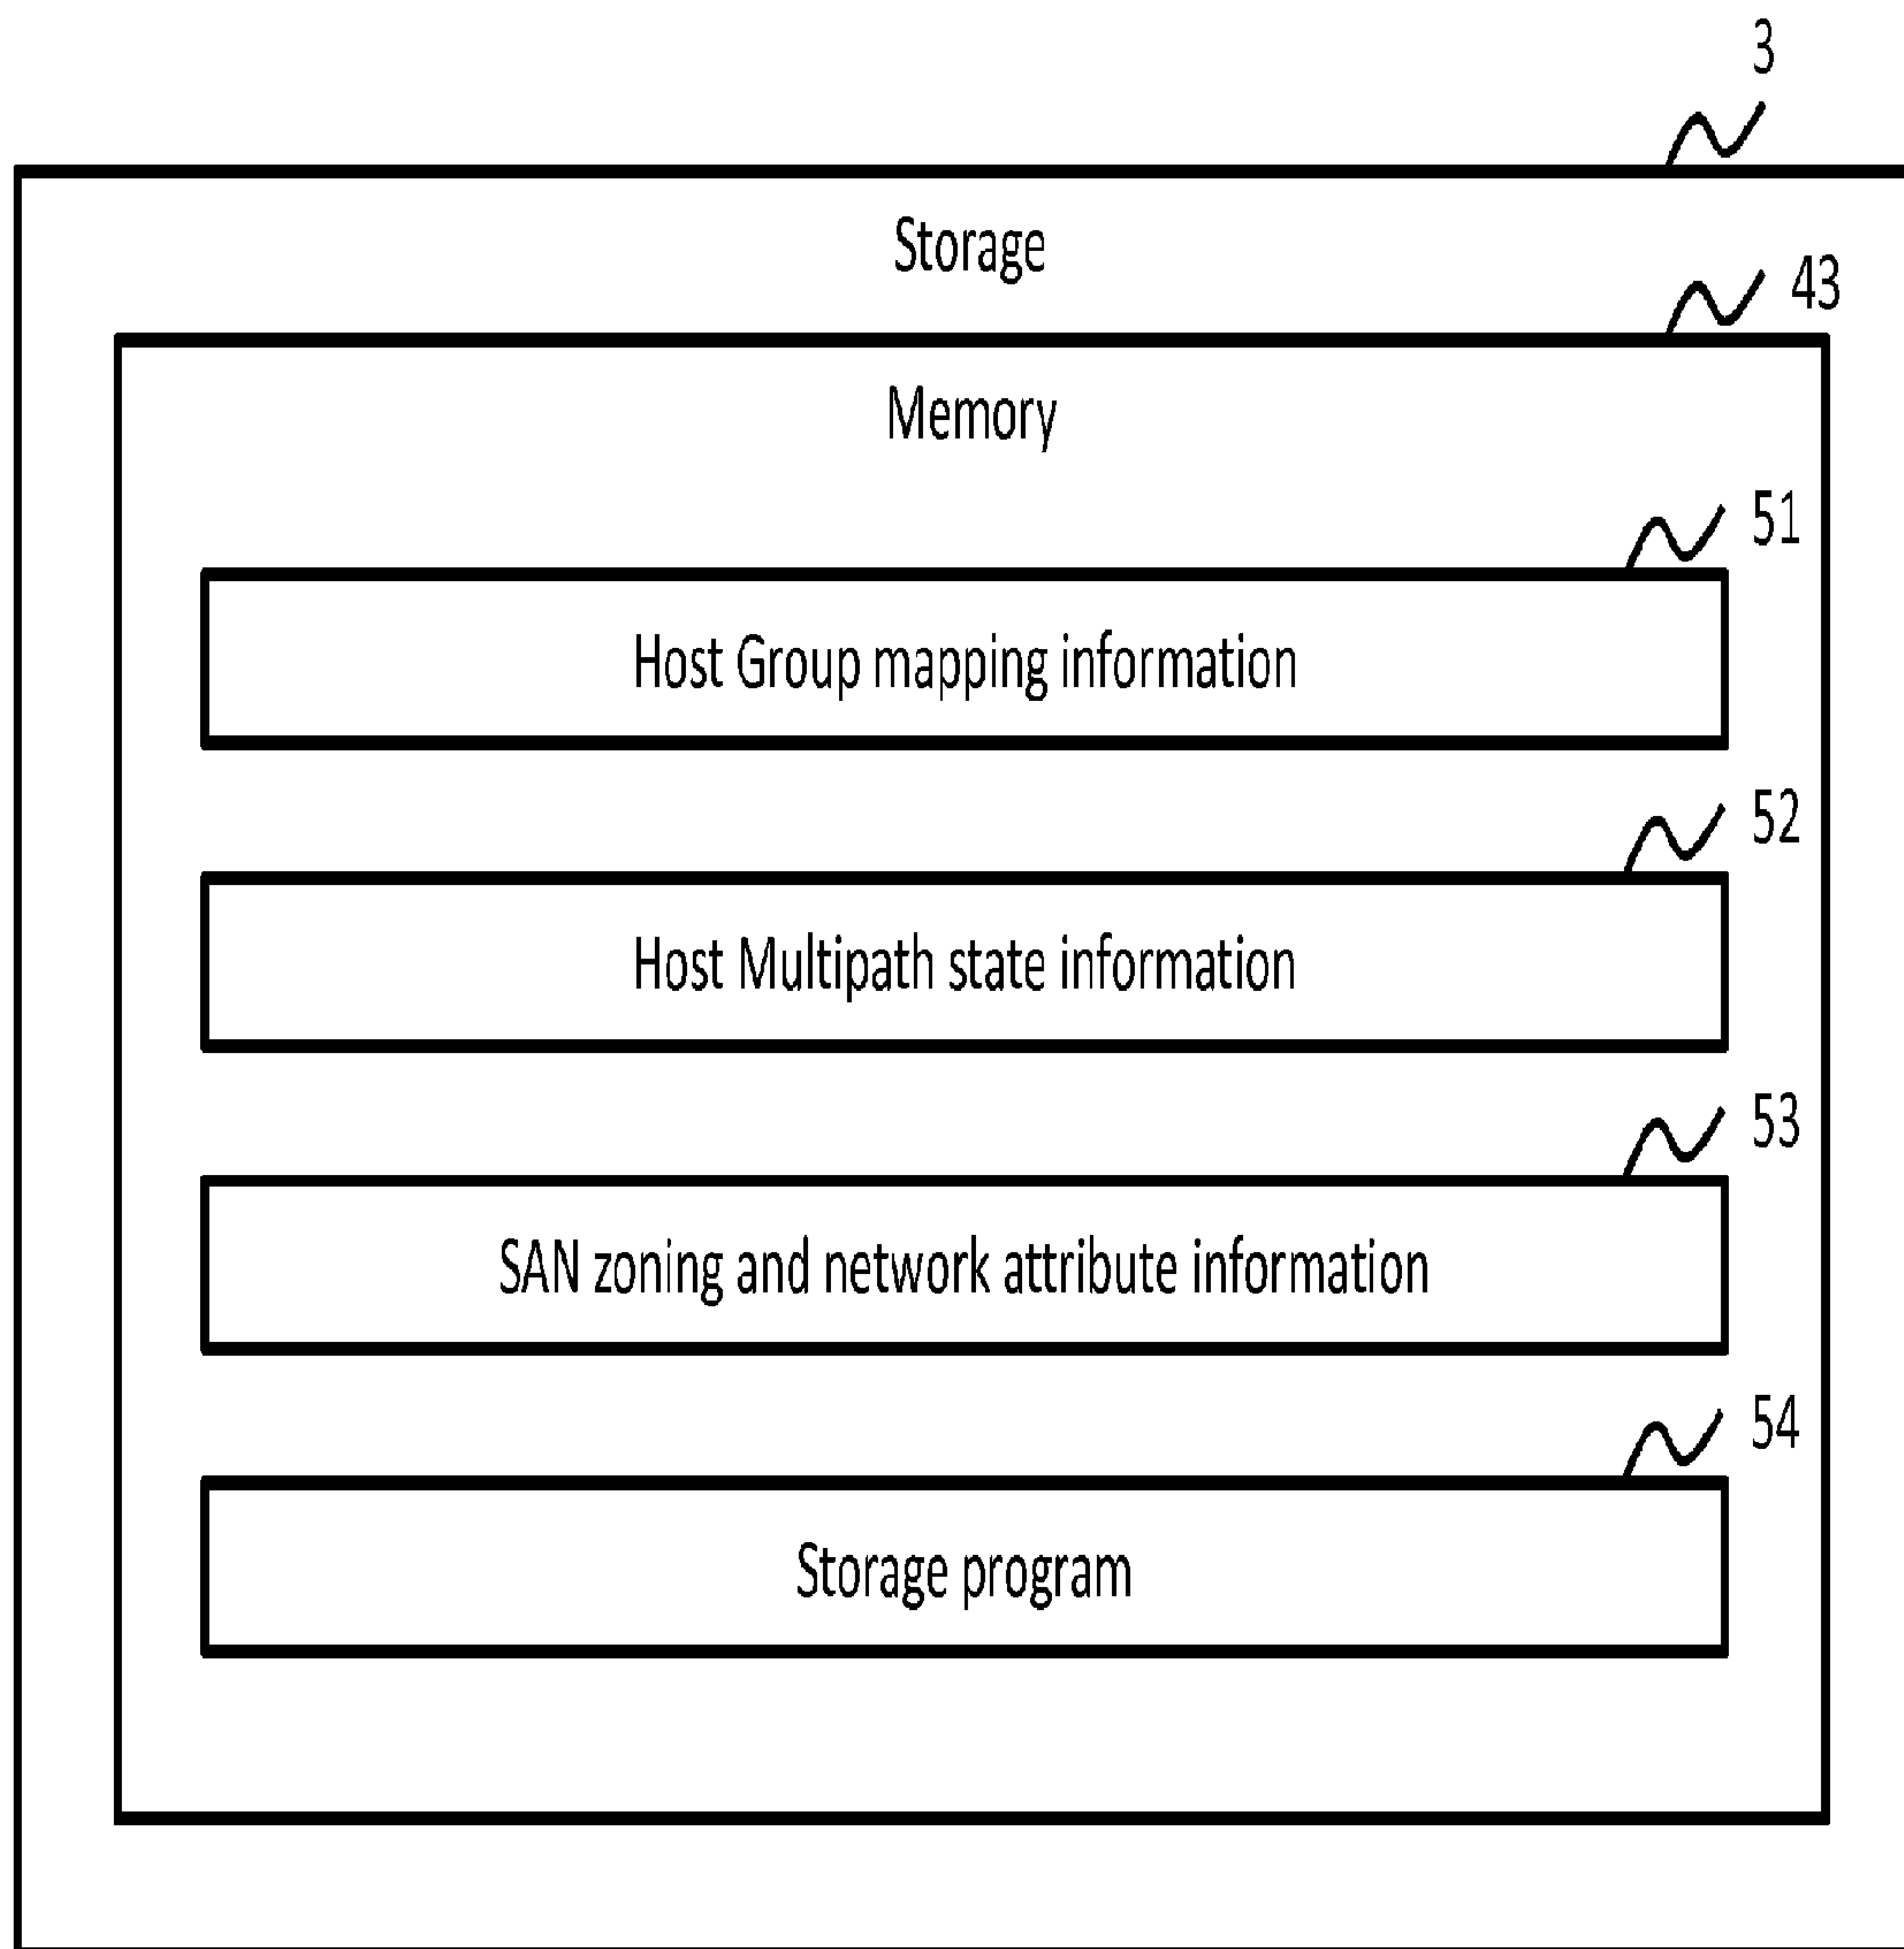 3
Storage
43
Memory
51
Host Group mapping information
52
Host Multipath state information
53
SAN zoning and network attribute information
54
Storage program